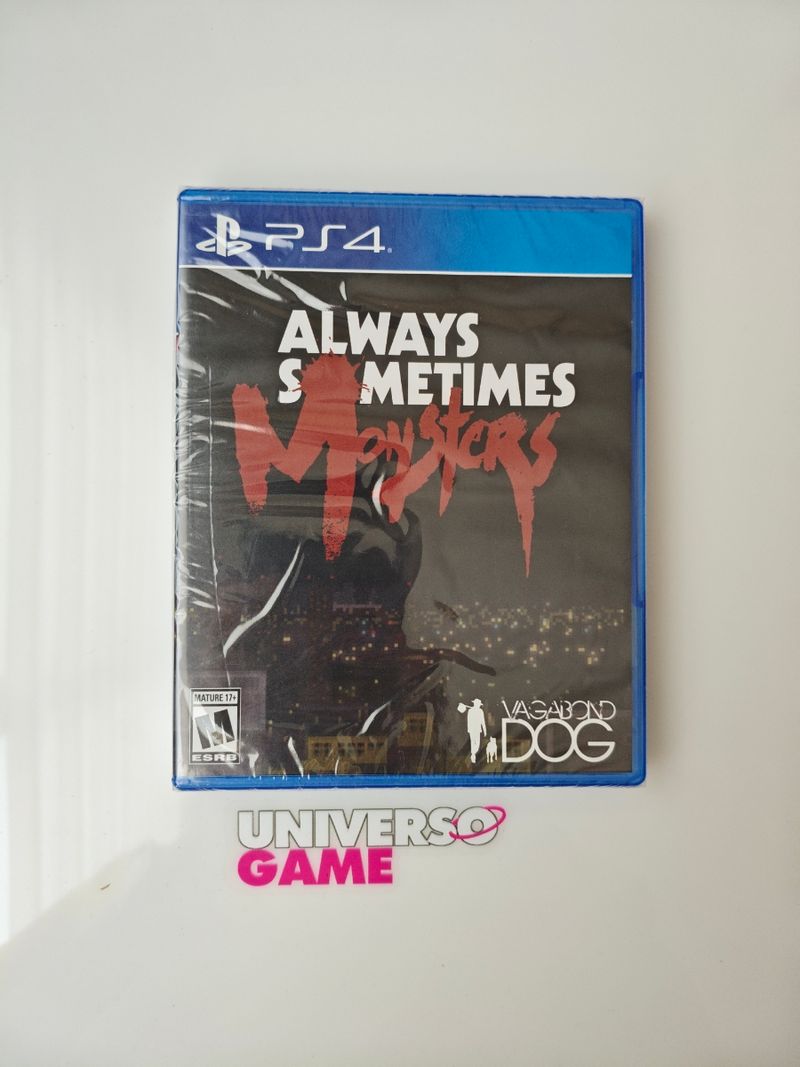 PS4
ALWAYS
SOMETIMES
Monsters
MATURE 17+
M
ESRB
VAGABOND
DOG
UNIVERSO
GAME